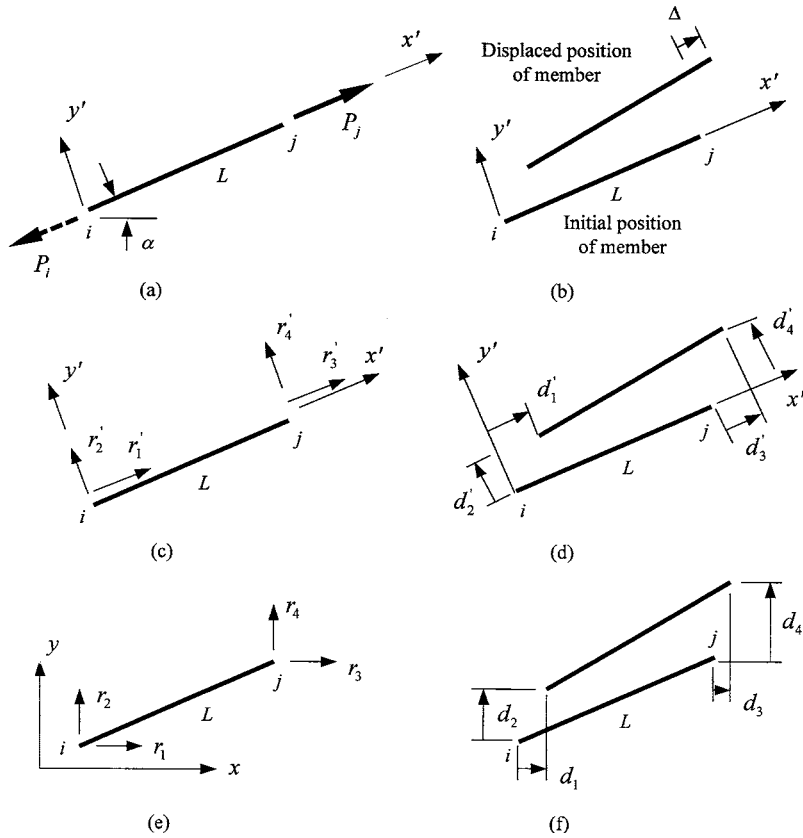 x'
y'
P_j
j
L
i
α
P_i
(a)
Δ
Displaced position
of member
x'
y'
j
L
i
Initial position
of member
(b)
r'_4
r'_3
x'
y'
r'_2
r'_1
j
L
i
(c)
d'_4
y'
d'_1
x'
j
d'_3
L
d'_2
i
(d)
r_4
y
j
r_3
r_2
L
i
r_1
x
(e)
j
d_4
d_2
L
d_3
i
d_1
(f)